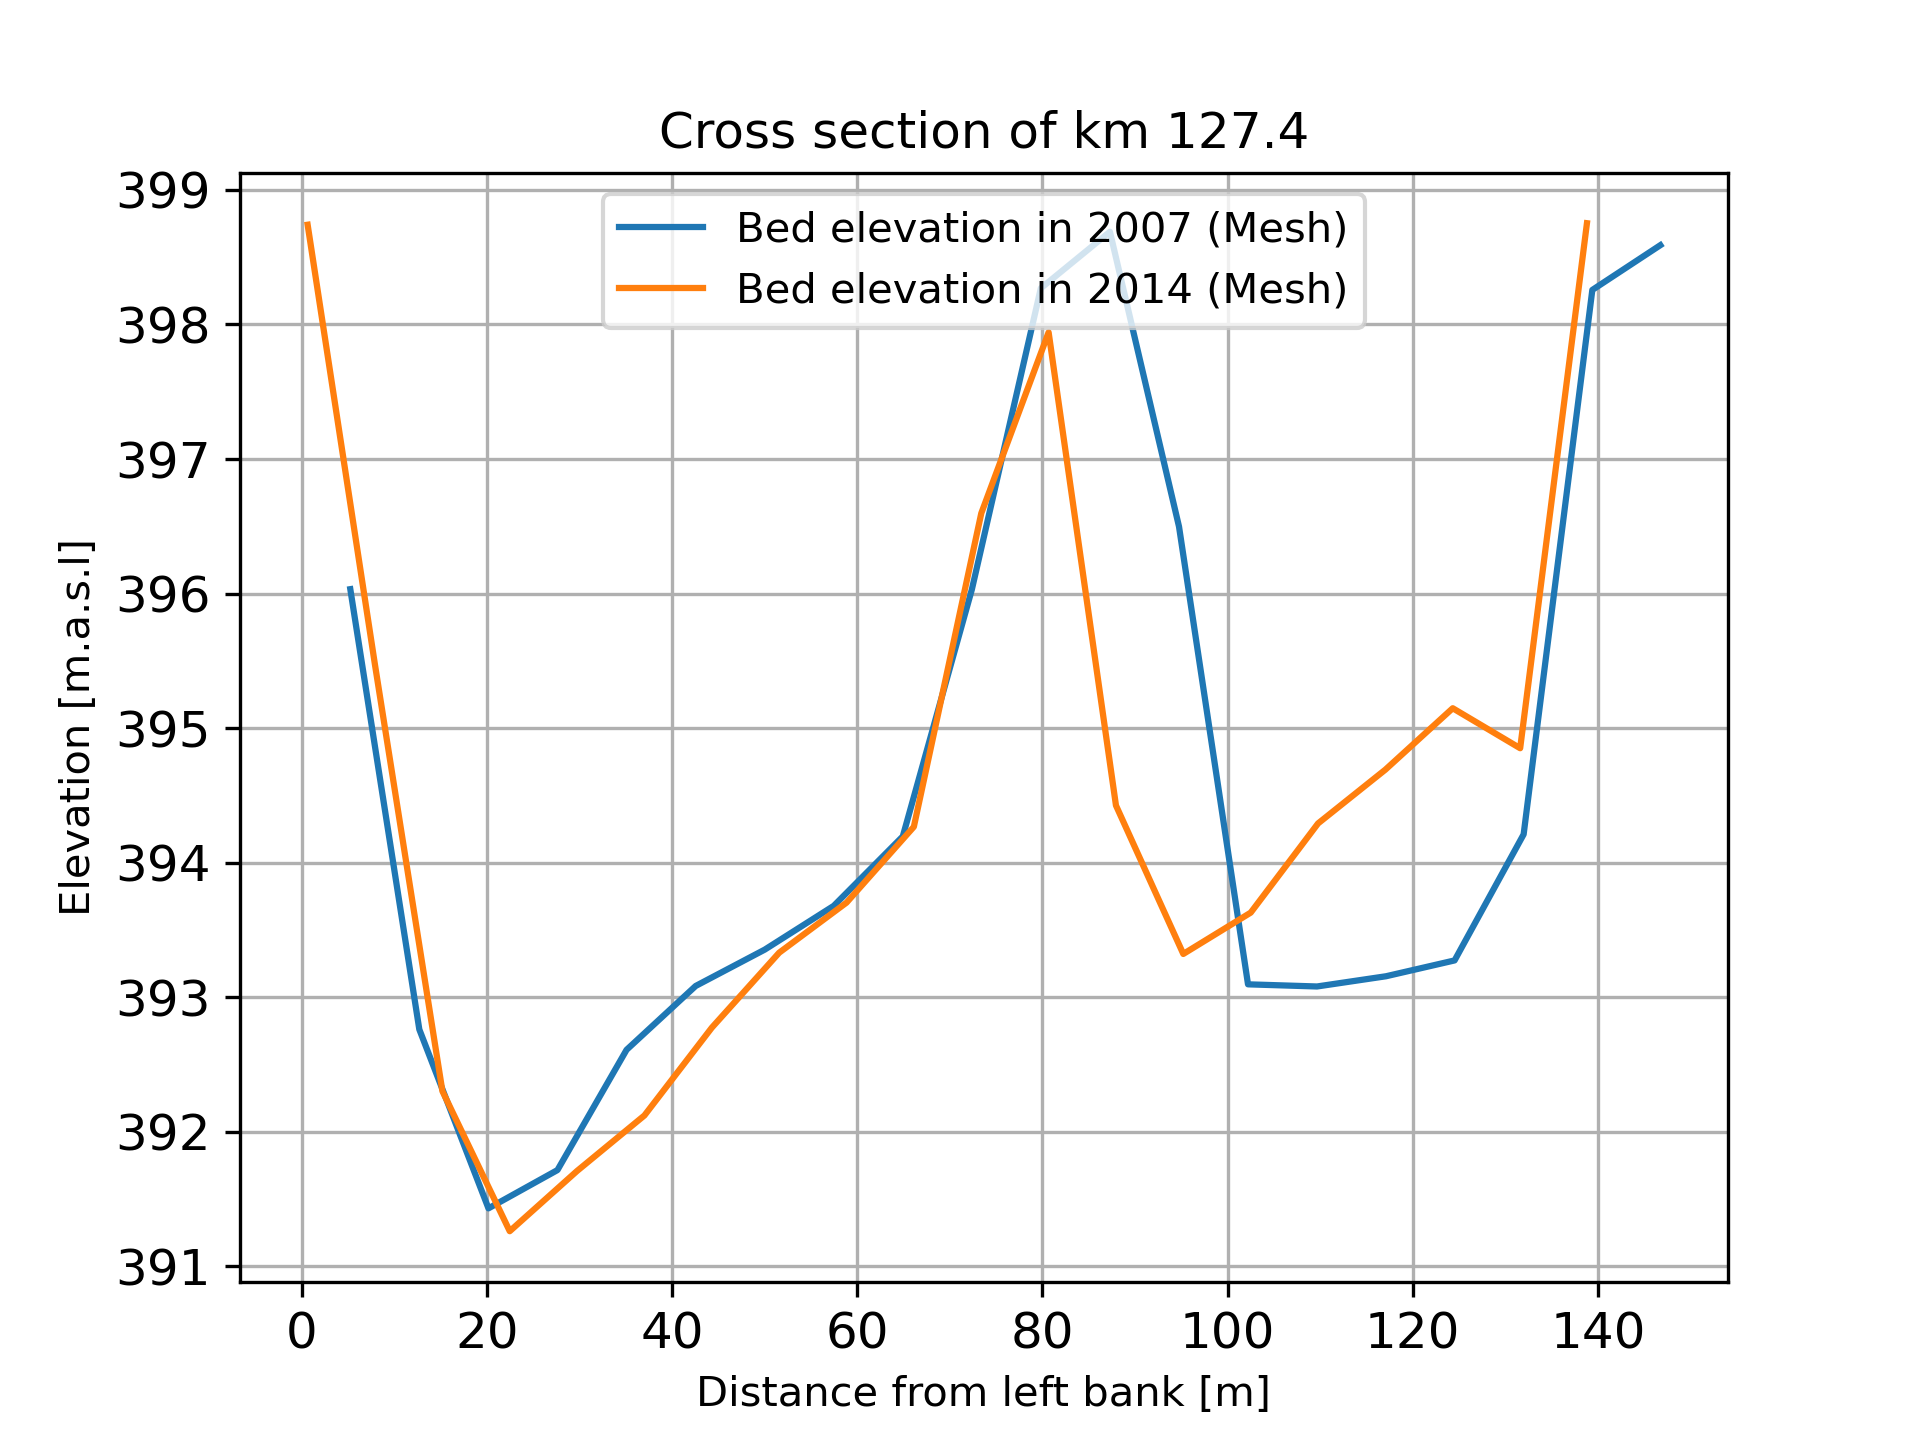 Cross section of km 127.4
Bed elevation in 2007 (Mesh)
Bed elevation in 2014 (Mesh)
399
398
397
396
395
394
393
392
391
Elevation [m.a.s.l]
0 20 40 60 80 100 120 140
Distance from left bank [m]